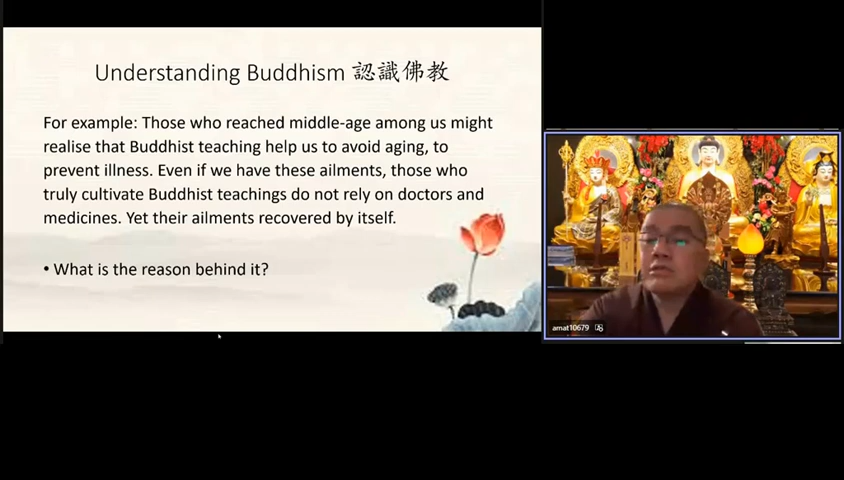 Understanding Buddhism 認識佛教
For example: Those who reached middle-age among us might
realise that Buddhist teaching help us to avoid aging, to
prevent illness. Even if we have these ailments, those who
truly cultivate Buddhist teachings do not rely on doctors and
medicines. Yet their ailments recovered by itself.
• What is the reason behind it?
amat10679